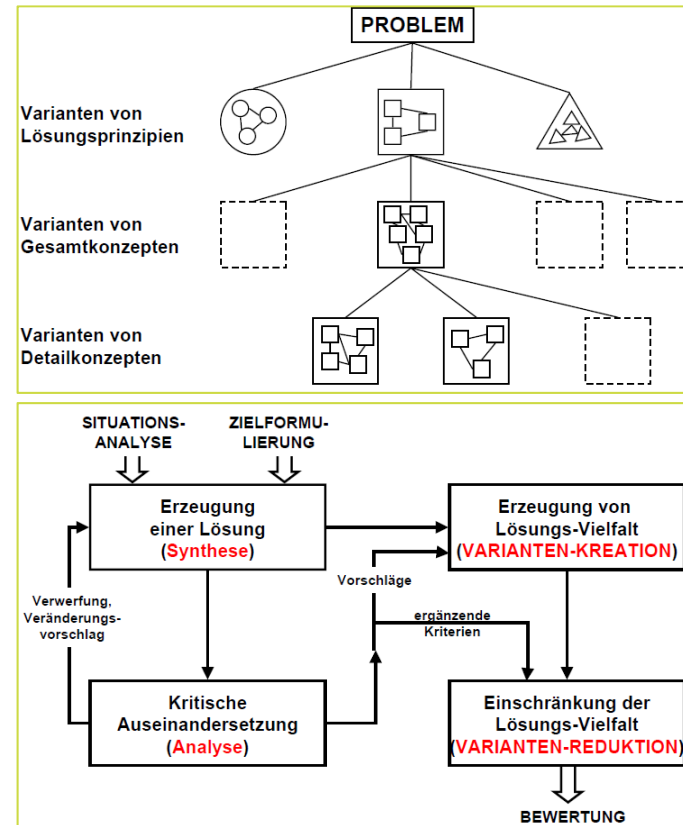 PROBLEM
Varianten von
Lösungsprinzipien
Varianten von
Gesamtkonzepten
Varianten von
Detailkonzepten
SITUATIONS-
ANALYSE
ZIELFORMU-
LIERUNG
Erzeugung
einer Lösung
(Synthese)
Erzeugung von
Lösungs-Vielfalt
(VARIANTEN-KREATION)
Verwerfung,
Veränderungs-
vorschlag
Vorschläge
ergänzende
Kriterien
Kritische
Auseinandersetzung
(Analyse)
Einschränkung der
Lösungs-Vielfalt
(VARIANTEN-REDUKTION)
BEWERTUNG